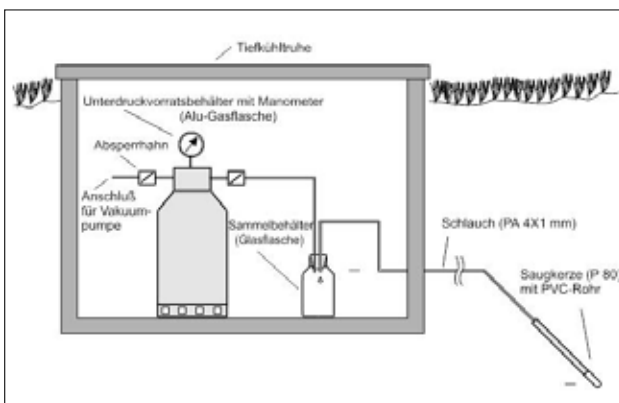 Tiefkühltruhe
Unterdruckvorratsbehälter mit Manometer
(Alu-Gasflasche)
Absperrhahn
Anschluß
für Vakuum-
pumpe
Sammelbehälter
(Glasflasche)
Schlauch (PA 4X1 mm)
Saugkerze (P 80)
mit PVC-Rohr